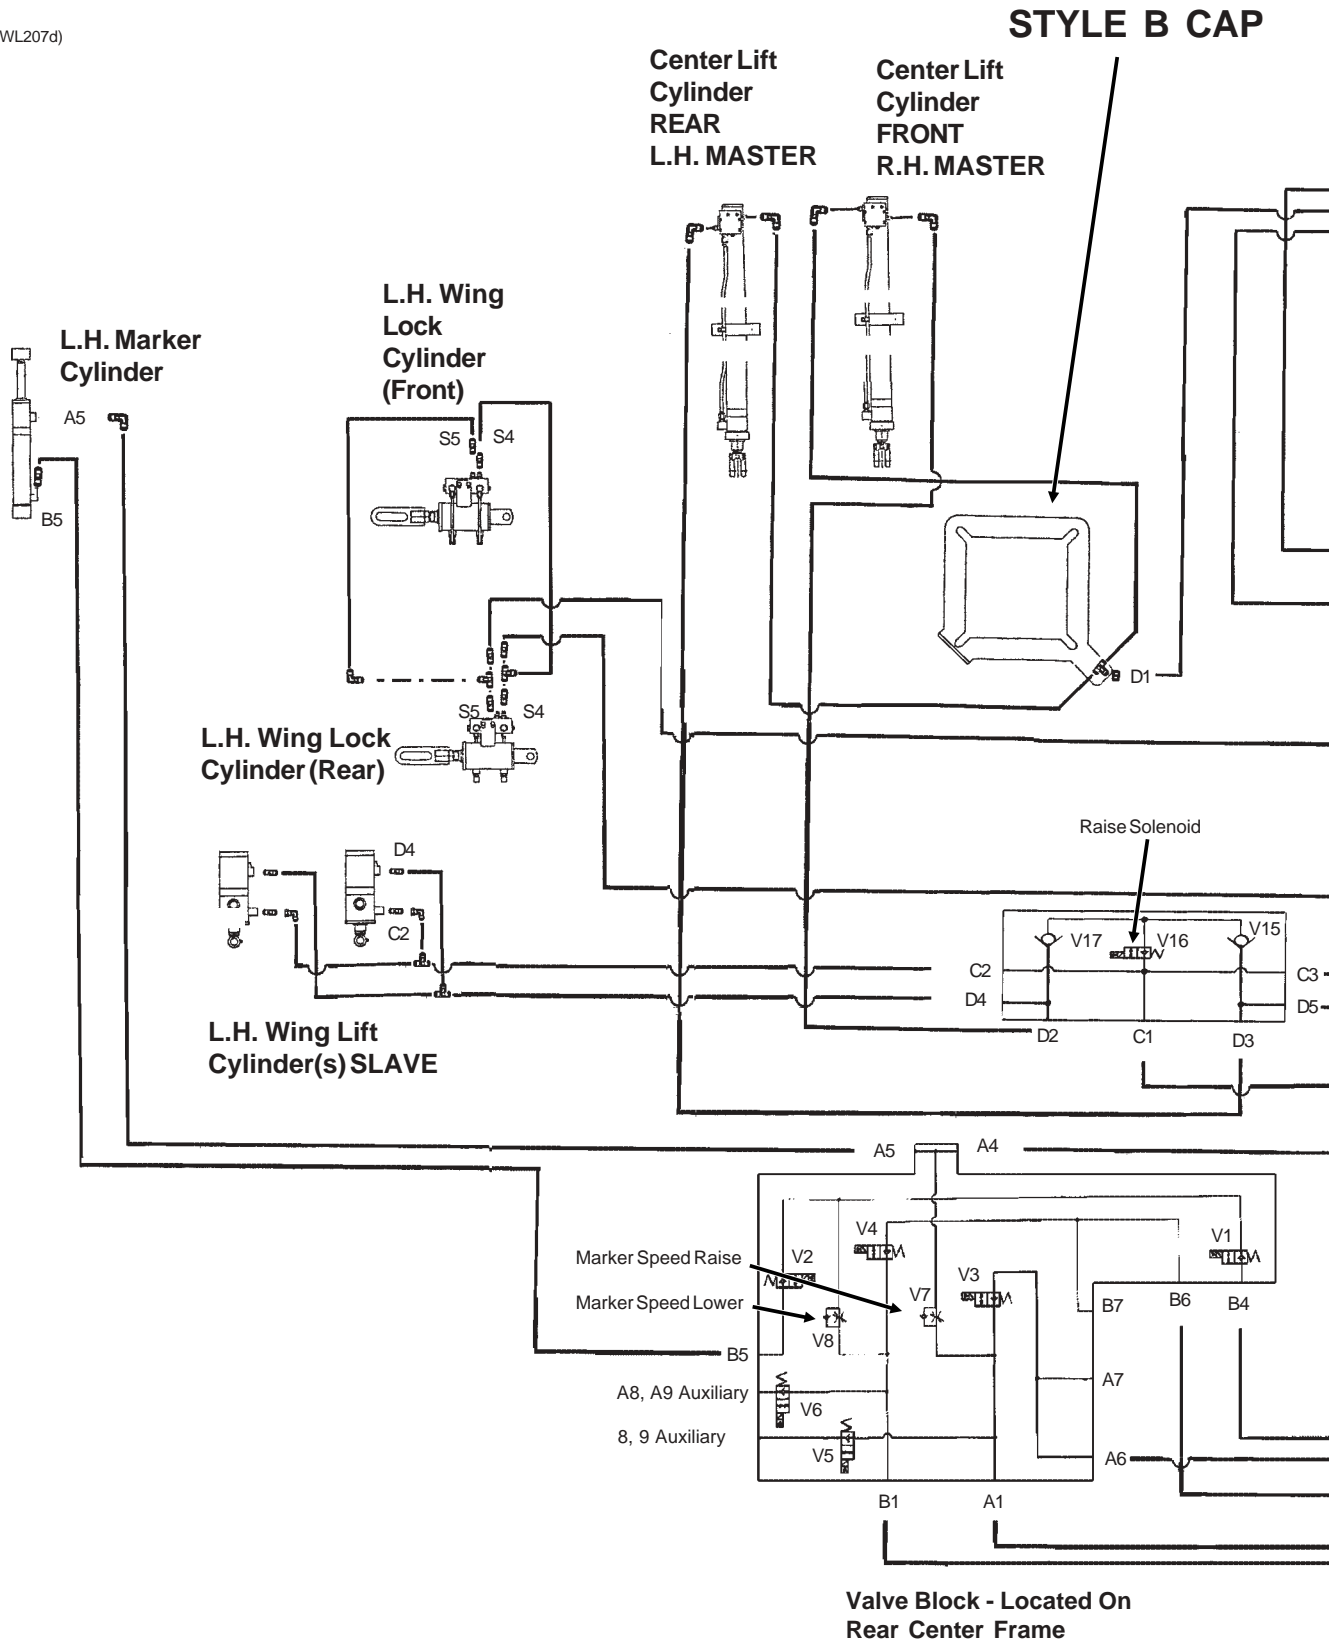 STYLE B CAP
WL207d)
Center Lift
Cylinder
REAR
L.H. MASTER
Center Lift
Cylinder
FRONT
R.H. MASTER
L.H. Wing
Lock
Cylinder
(Front)
L.H. Marker
Cylinder
A5
S5
S4
B5
D1
S5
S4
L.H. Wing Lock
Cylinder (Rear)
Raise Solenoid
D4
C2
V17
V16
V15
C2
C3
D4
D5
L.H. Wing Lift
Cylinder(s) SLAVE
D2
C1
D3
A5
A4
V4
V1
Marker Speed Raise
V2
V3
Marker Speed Lower
V7
B7
B6
B4
V8
B5
A8, A9 Auxiliary
A7
V6
8, 9 Auxiliary
V5
A6
B1
A1
Valve Block - Located On
Rear Center Frame